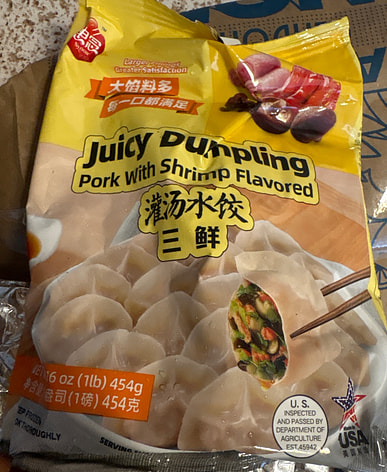 Larger
Greater Satisfaction
大馅料多
每一口都满足
Juicy Dumpling
Pork With Shrimp Flavored
灌汤水饺
三鲜
16 oz (1lb) 454g
(1磅) 454克
U. S.
INSPECTED
AND PASSED BY
DEPARTMENT OF
AGRICULTURE
EST.45942
USA
THOROUGHLY
SERVING